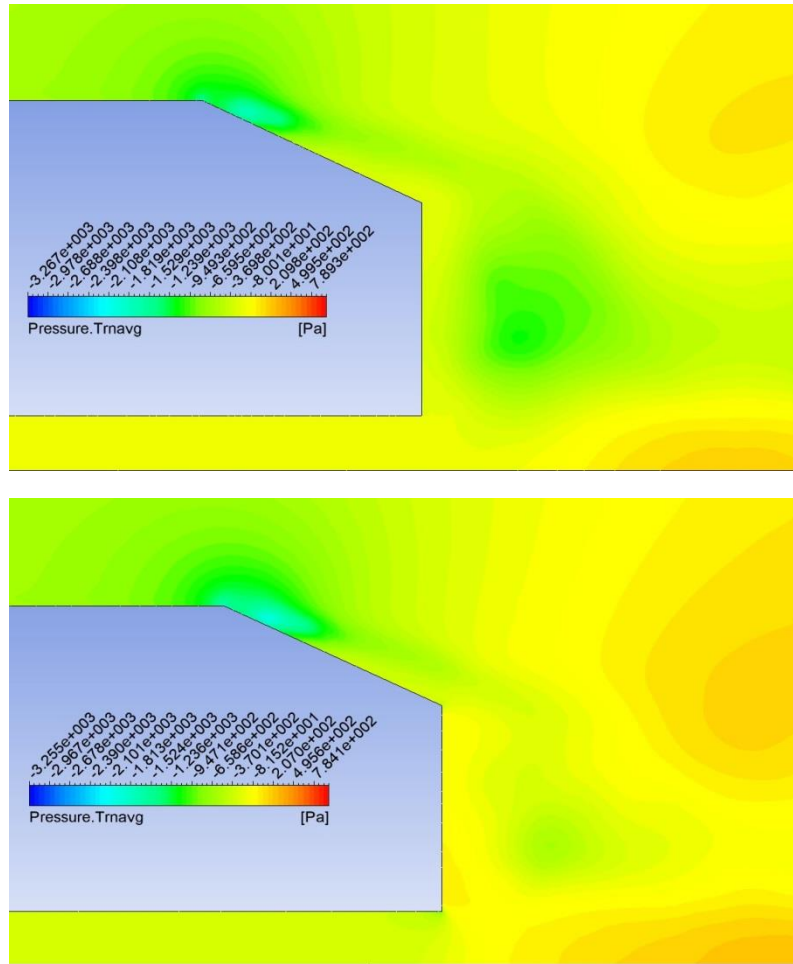 -3.267e+003
-2.978e+003
-2.688e+003
-2.398e+003
-2.108e+003
-1.819e+003
-1.529e+003
-1.239e+003
-9.493e+002
-6.595e+002
-3.698e+002
-8.001e+001
2.098e+002
4.995e+002
7.893e+002
Pressure.Trnavg [Pa]
-3.255e+003
-2.967e+003
-2.678e+003
-2.390e+003
-2.101e+003
-1.813e+003
-1.524e+003
-1.236e+003
-9.471e+002
-6.586e+002
-3.701e+002
-8.152e+001
2.070e+002
4.956e+002
7.841e+002
Pressure.Trnavg [Pa]